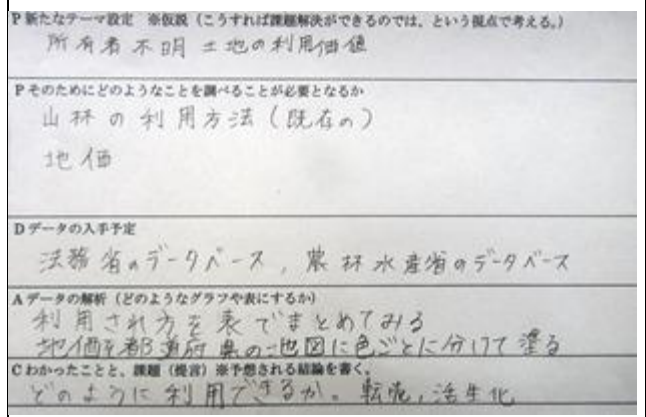 P 新たなテーマ設定 ※仮説(こうすれば課題解決ができるのでは、という視点で考える。)
所有者不明土地の利用価値
P そのためにどのようなことを調べることが必要となるか
山林の利用方法(既存の)
地価
D データの入手予定
法務省のデータベース, 農林水産省のデータベース
A データの解析(どのようなグラフや表にするか)
利用され方を表でまとめてみる
地価を都道府県の地図に色ごとに分けて塗る
C わかったことと、課題(提言)※予想される結論を書く。
どのように利用できるか。転売, 活生化